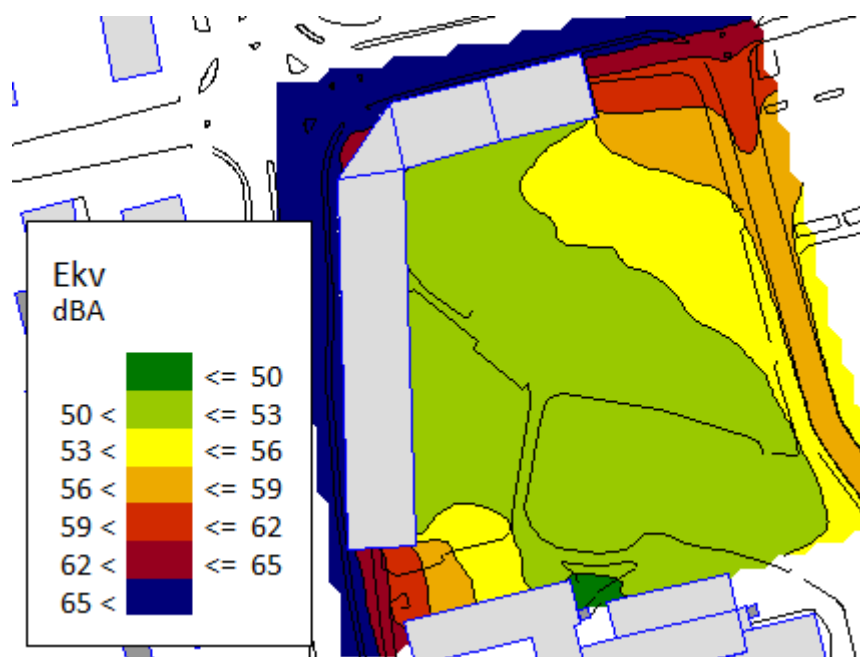 Ekv
dBA
<= 50
50 < <= 53
53 < <= 56
56 < <= 59
59 < <= 62
62 < <= 65
65 <